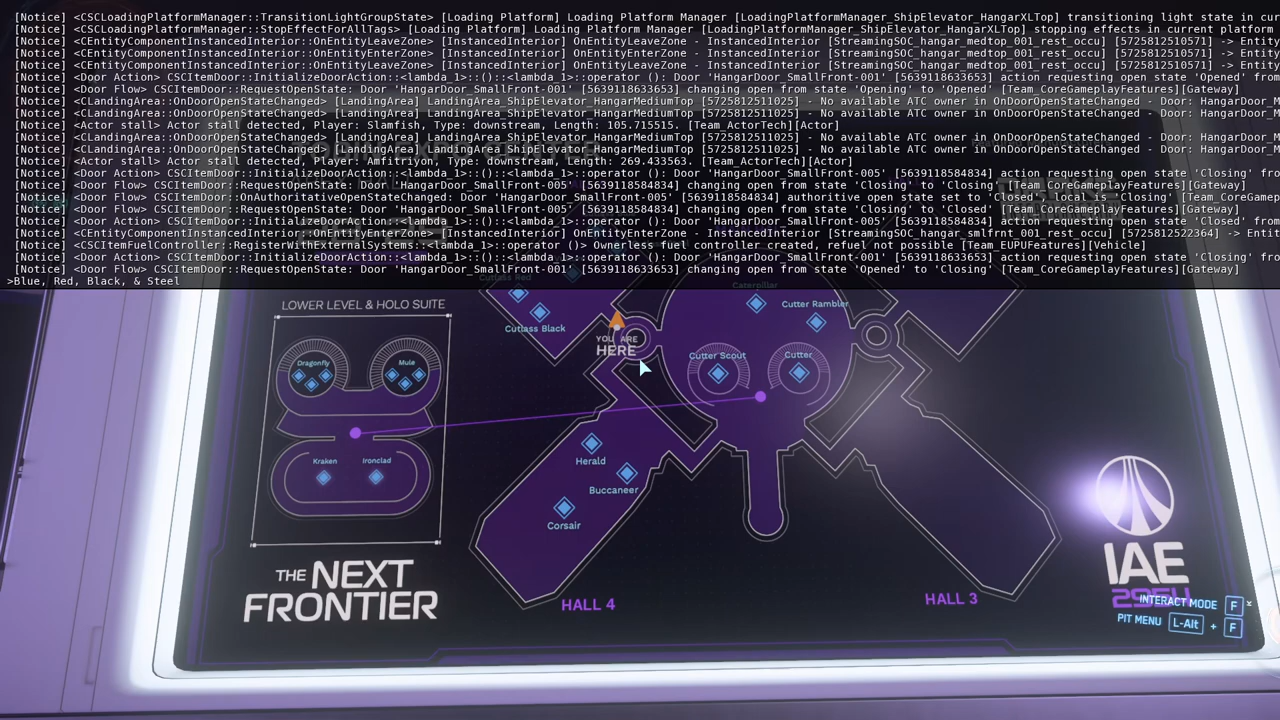 [Notice] <CSCLoadingPlatformManager::TransitionLightGroupState> [Loading Platform] Loading Platform Manager [LoadingPlatformManager_ShipElevator_HangarXLTop] transitioning light state in cur
[Notice] <CSCLoadingPlatformManager::StopEffectForAllTags> [Loading Platform] Loading Platform Manager [LoadingPlatformManager_ShipElevator_HangarXLTop] stopping effects in current platform
[Notice] <CEntityComponentInstancedInterior::OnEntityLeaveZone> [InstancedInterior] OnEntityLeaveZone - InstancedInterior [StreamingSOC_hangar_medtop_001_rest_occu] [5725812510571] -> Entity
[Notice] <CEntityComponentInstancedInterior::OnEntityEnterZone> [InstancedInterior] OnEntityEnterZone - InstancedInterior [StreamingSOC_hangar_medtop_001_rest_occu] [5725812510571] -> Entity
[Notice] <CEntityComponentInstancedInterior::OnEntityLeaveZone> [InstancedInterior] OnEntityLeaveZone - InstancedInterior [StreamingSOC_hangar_medtop_001_rest_occu] [5725812510571] -> Entity
[Notice] <Door Action> CSCItemDoor::InitializeDoorAction::<lambda_1>::()::<lambda_1>::operator (): Door 'HangarDoor_SmallFront-001' [5639118633653] action requesting open state 'Opened' from
[Notice] <Door Flow> CSCItemDoor::RequestOpenState: Door 'HangarDoor_SmallFront-001' [5639118633653] changing open from state 'Opening' to 'Opened' [Team_CoreGameplayFeatures][Gateway]
[Notice] <CLandingArea::OnDoorOpenStateChanged> [LandingArea] LandingArea_ShipElevator_HangarMediumTop [5725812511025] - No available ATC owner in OnDoorOpenStateChanged - Door: HangarDoor_M
[Notice] <CLandingArea::OnDoorOpenStateChanged> [LandingArea] LandingArea_ShipElevator_HangarMediumTop [5725812511025] - No available ATC owner in OnDoorOpenStateChanged - Door: HangarDoor_M
[Notice] <Actor stall> Actor stall detected, Player: Slamfish, Type: downstream, Length: 105.715515. [Team_ActorTech][Actor]
[Notice] <CLandingArea::OnDoorOpenStateChanged> [LandingArea] LandingArea_ShipElevator_HangarMediumTop [5725812511025] - No available ATC owner in OnDoorOpenStateChanged - Door: HangarDoor_M
[Notice] <CLandingArea::OnDoorOpenStateChanged> [LandingArea] LandingArea_ShipElevator_HangarMediumTop [5725812511025] - No available ATC owner in OnDoorOpenStateChanged - Door: HangarDoor_M
[Notice] <Actor stall> Actor stall detected, Player: Amfiteatron, Type: downstream, Length: 269.433563. [Team_ActorTech][Actor]
[Notice] <Door Action> CSCItemDoor::InitializeDoorAction::<lambda_1>::()::<lambda_1>::operator (): Door 'HangarDoor_SmallFront-005' [5639118584834] action requesting open state 'Closing' fro
[Notice] <Door Flow> CSCItemDoor::RequestOpenState: Door 'HangarDoor_SmallFront-005' [5639118584834] changing open from state 'Closing' to 'Closing' [Team_CoreGameplayFeatures][Gateway]
[Notice] <Door Flow> CSCItemDoor::OnAuthoritativeOpenStateChanged: Door 'HangarDoor_SmallFront-005' [5639118584834] authoritive open state set to 'Closed', Local is 'Closing' [Team_CoreGamep
[Notice] <Door Flow> CSCItemDoor::RequestOpenState: Door 'HangarDoor_SmallFront-005' [5639118584834] changing open from state 'Closing' to 'Closed' [Team_CoreGameplayFeatures][Gateway]
[Notice] <Door Action> CSCItemDoor::InitializeDoorAction::<lambda_1>::()::<lambda_1>::operator (): Door 'HangarDoor_SmallFront-005' [5639118584834] action requesting open state 'Closed' from
[Notice] <CEntityComponentInstancedInterior::OnEntityEnterZone> [InstancedInterior] OnEntityEnterZone - InstancedInterior [StreamingSOC_hangar_smlfrnt_001_rest_occu] [5725812522364] -> Entit
[Notice] <CSCItemFuelController::RegisterWithExternalSystem::<lambda_1>::operator ()> Ownerless fuel controller created, refuel not possible [Team_EUPUFeatures][Vehicle]
[Notice] <Door Action> CSCItemDoor::InitializeDoorAction::<lambda_1>::()::<lambda_1>::operator (): Door 'HangarDoor_SmallFront-001' [5639118633653] action requesting open state 'Closing' fro
[Notice] <Door Flow> CSCItemDoor::RequestOpenState: Door 'HangarDoor_SmallFront-001' [5639118633653] changing open from state 'Opened' to 'Closing' [Team_CoreGameplayFeatures][Gateway]
>Blue, Red, Black, & Steel
Cutlass Red
Cutlass Black
Caterpillar
Cutter Rambler
LOWER LEVEL & HOLO SUITE
YOU ARE
HERE
Cutter Scout
Cutter
Dragonfly
Mule
Kraken
Ironclad
Herald
Buccaneer
Corsair
THE NEXT
FRONTIER
HALL 4
HALL 3
IAE
2954
INTERACT MODE F
PIT MENU L-Alt + F